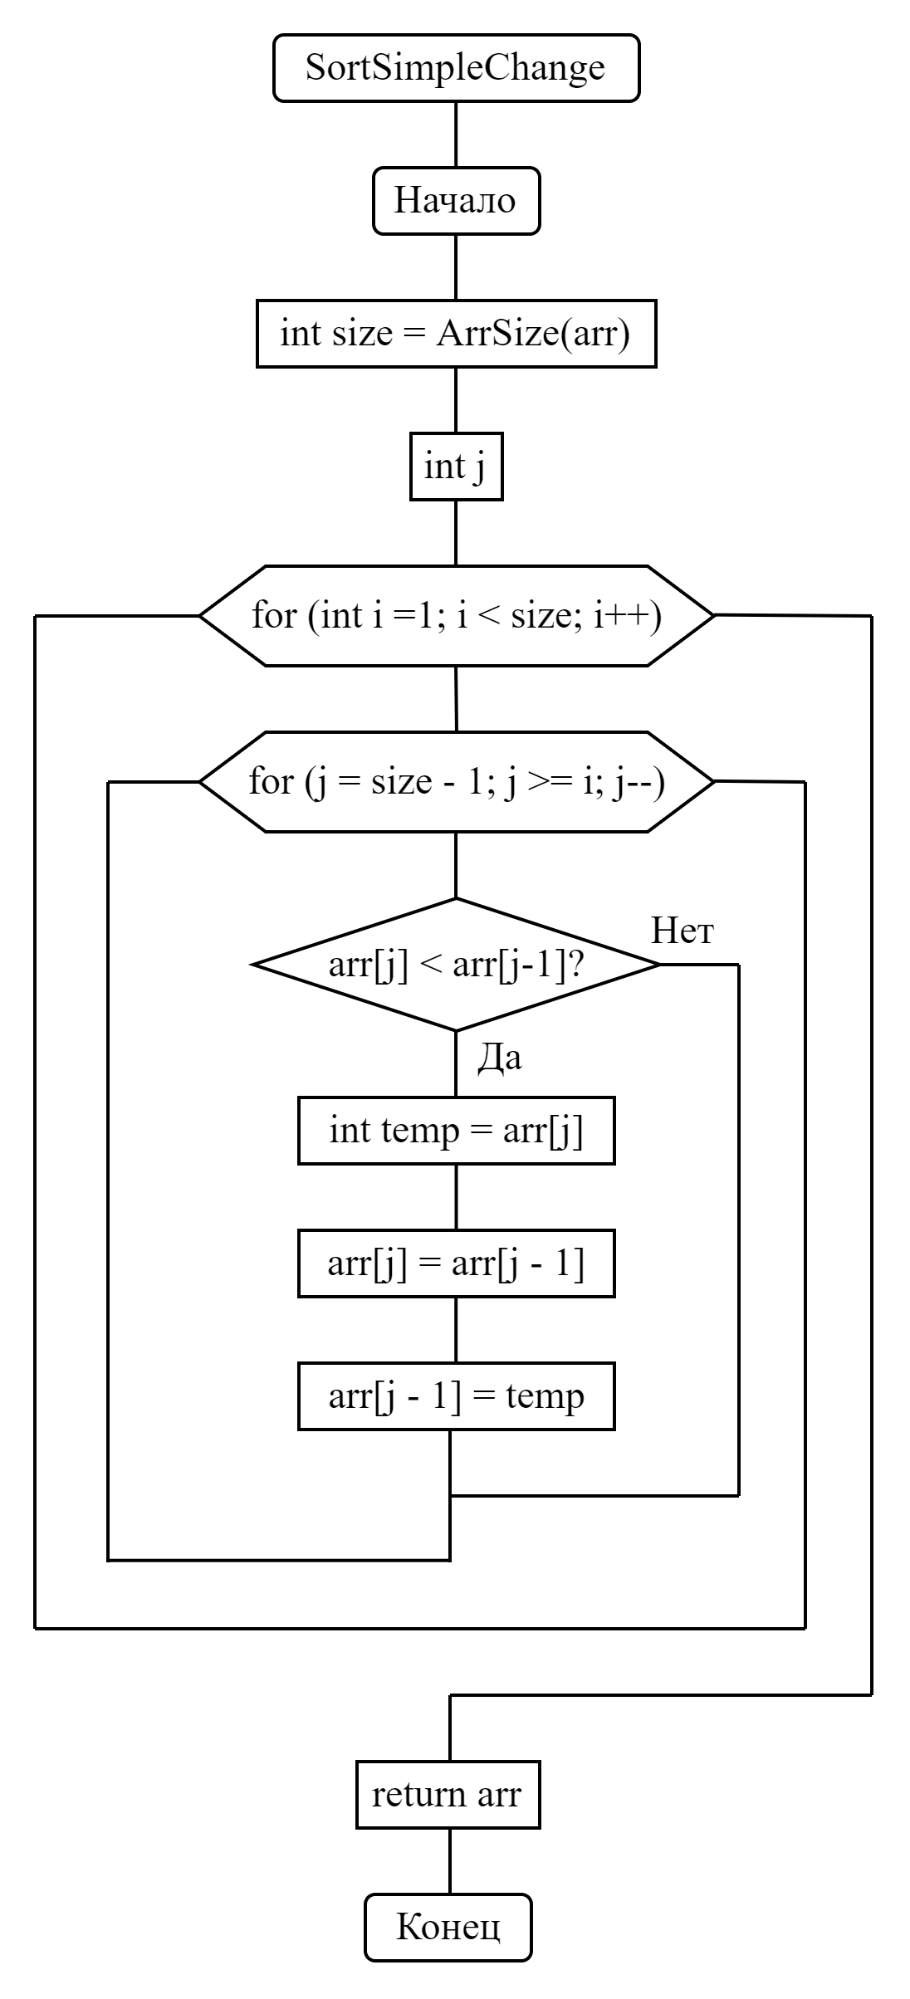 SortSimpleChange
Начало
int size = ArrSize(arr)
int j
for (int i =1; i < size; i++)
for (j = size - 1; j >= i; j--)
arr[j] < arr[j-1]?
Нет
Да
int temp = arr[j]
arr[j] = arr[j - 1]
arr[j - 1] = temp
return arr
Конец